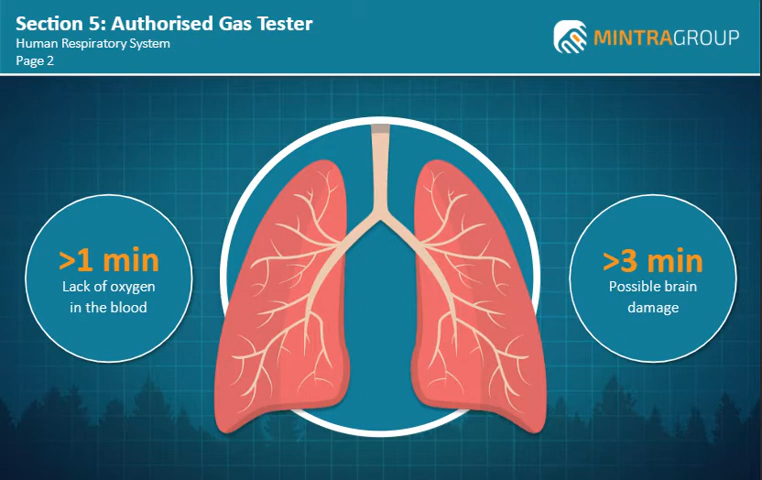 Section 5: Authorised Gas Tester
Human Respiratory System
Page 2
MINTRAGROUP
>1 min
Lack of oxygen
in the blood
>3 min
Possible brain
damage